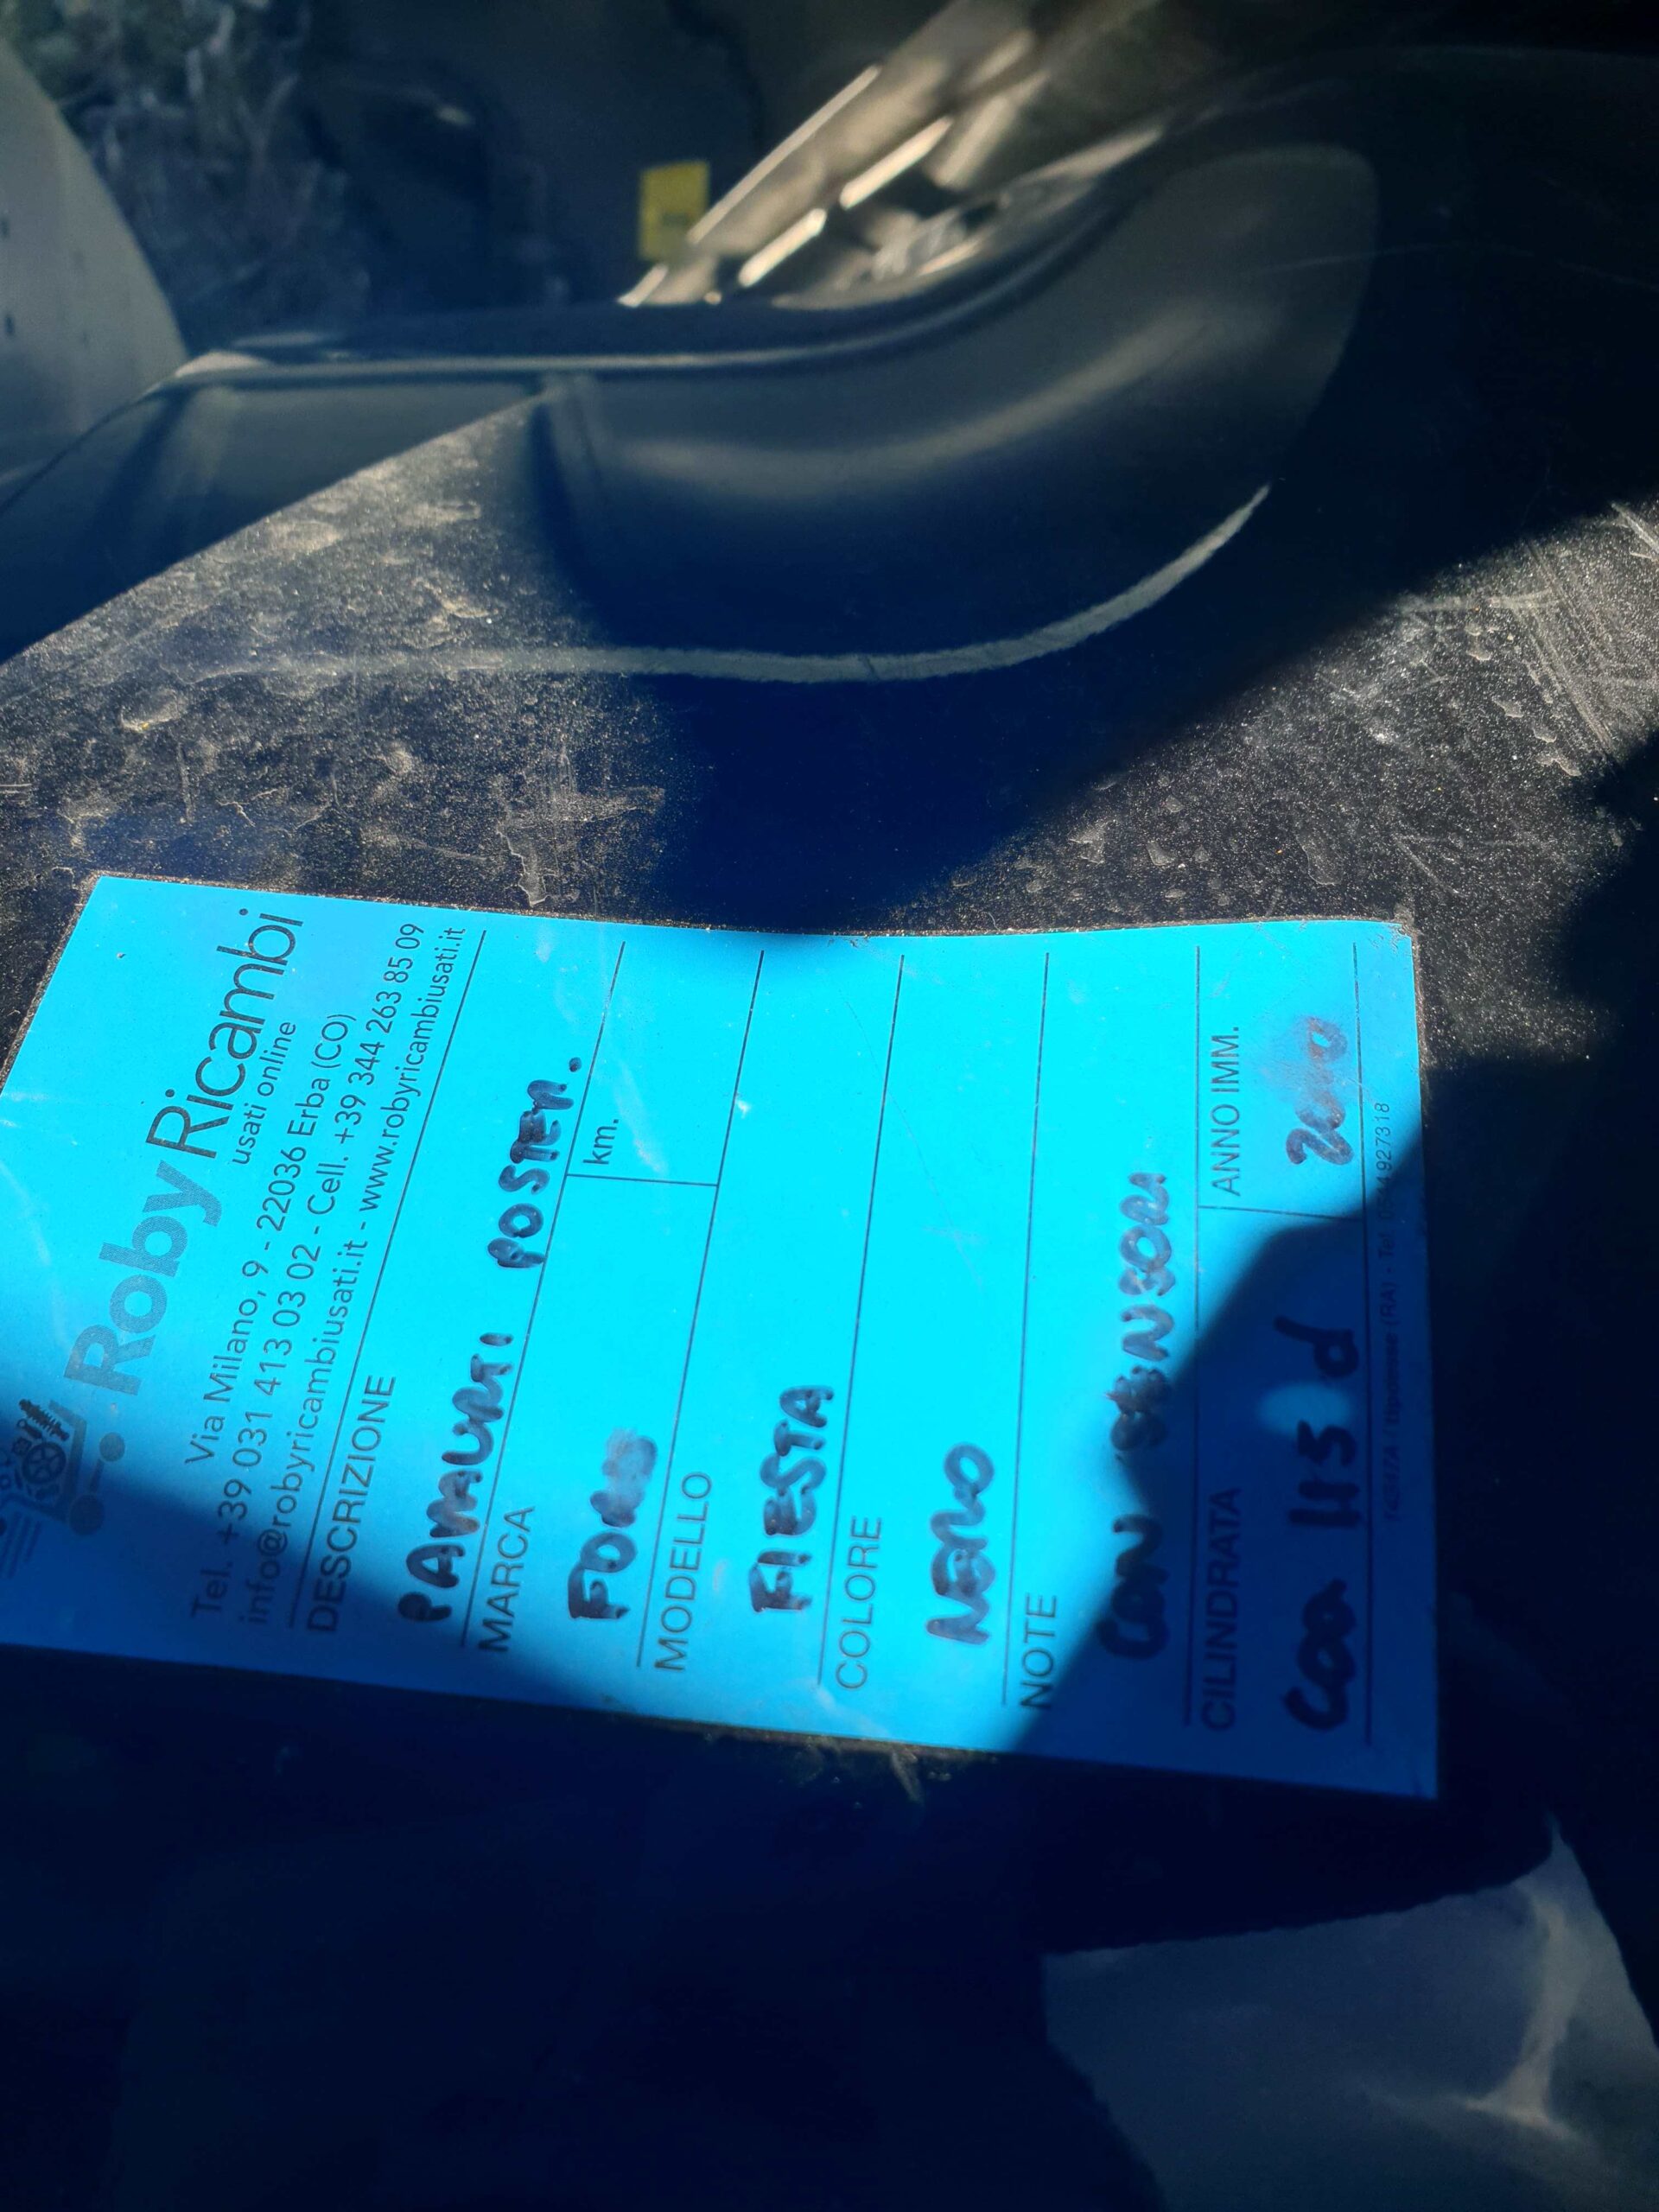 RobyRicambi
usati online
Via Milano, 9 - 22036 Erba (CO)
Tel. +39 031 413 03 02 - Cell. +39 344 263 85 09
info@robyricambiusati.it - www.robyricambiusati.it
DESCRIZIONE
PARAURTI POSTER.
MARCA
FORD
km.
MODELLO
FIESTA
COLORE
NERO
NOTE
CON SENSORI
CILINDRATA
ANNO IMM.